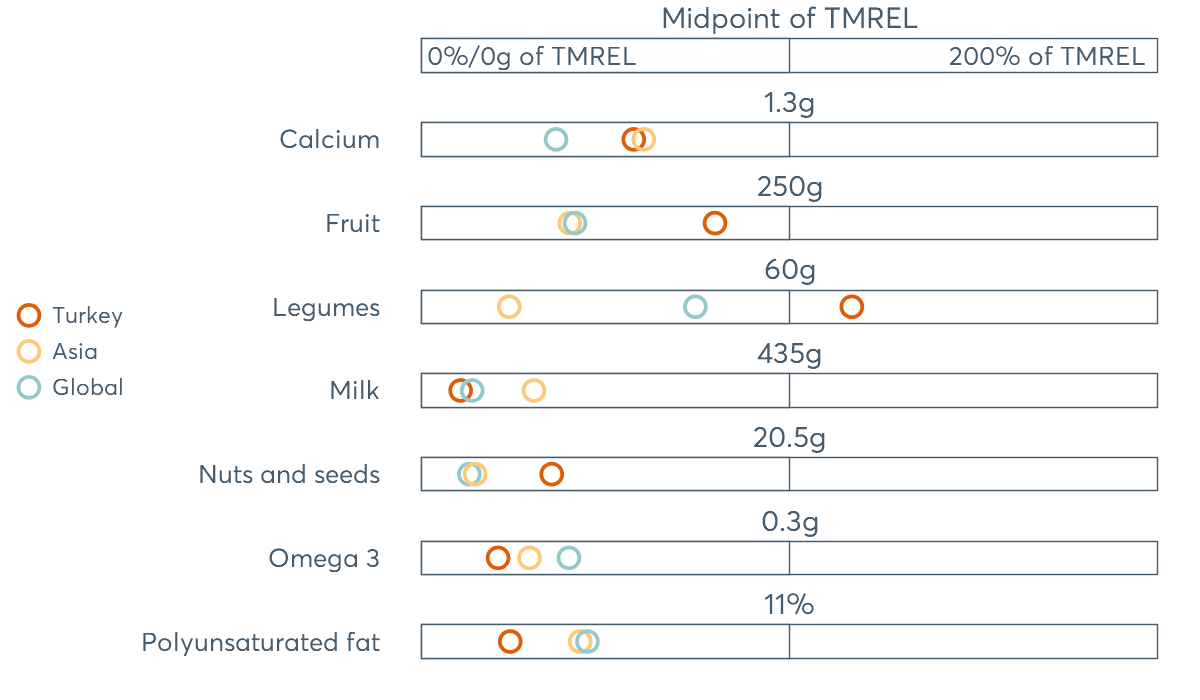 Midpoint of TMREL
0%/0g of TMREL
200% of TMREL
1.3g
Calcium
250g
Fruit
60g
Legumes
Turkey
Asia
Global
435g
Milk
20.5g
Nuts and seeds
0.3g
Omega 3
11%
Polyunsaturated fat